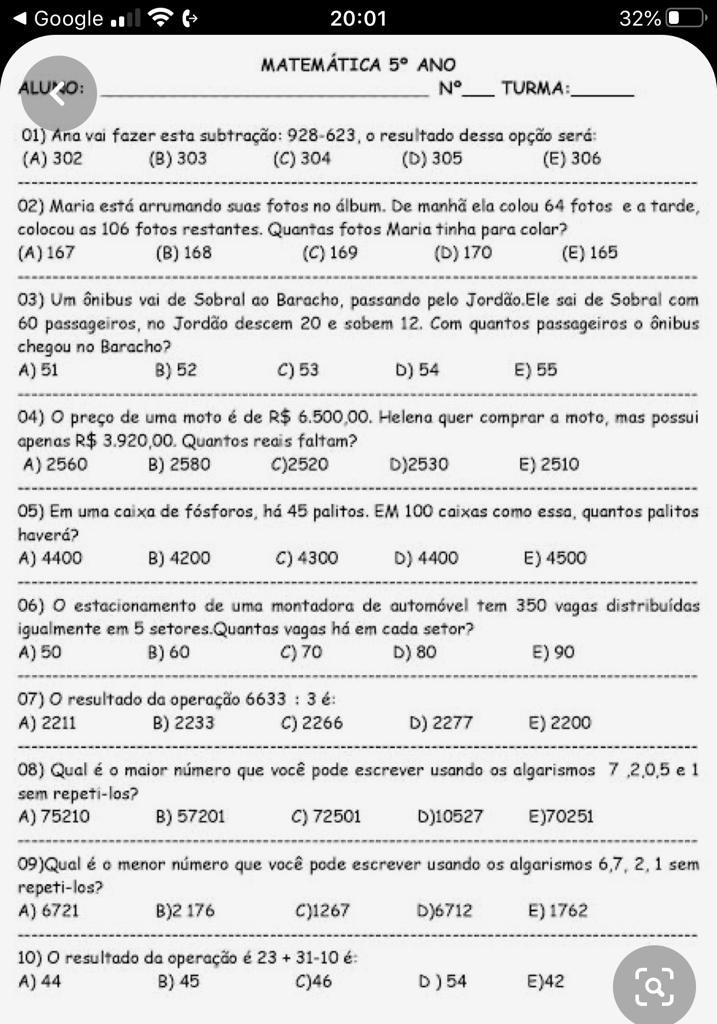 ◀ Google 20:01 32%
MATEMÁTICA 5º ANO
ALUNO: ________________________________ Nº____ TURMA:_______
01) Ana vai fazer esta subtração: 928-623, o resultado dessa opção será:
(A) 302 (B) 303 (C) 304 (D) 305 (E) 306
02) Maria está arrumando suas fotos no álbum. De manhã ela colou 64 fotos e a tarde,
colocou as 106 fotos restantes. Quantas fotos Maria tinha para colar?
(A) 167 (B) 168 (C) 169 (D) 170 (E) 165
03) Um ônibus vai de Sobral ao Baracho, passando pelo Jordão.Ele sai de Sobral com
60 passageiros, no Jordão descem 20 e sobem 12. Com quantos passageiros o ônibus
chegou no Baracho?
A) 51 B) 52 C) 53 D) 54 E) 55
04) O preço de uma moto é de R$ 6.500,00. Helena quer comprar a moto, mas possui
apenas R$ 3.920,00. Quantos reais faltam?
A) 2560 B) 2580 C)2520 D)2530 E) 2510
05) Em uma caixa de fósforos, há 45 palitos. EM 100 caixas como essa, quantos palitos
haverá?
A) 4400 B) 4200 C) 4300 D) 4400 E) 4500
06) O estacionamento de uma montadora de automóvel tem 350 vagas distribuídas
igualmente em 5 setores.Quantas vagas há em cada setor?
A) 50 B) 60 C) 70 D) 80 E) 90
07) O resultado da operação 6633 : 3 é:
A) 2211 B) 2233 C) 2266 D) 2277 E) 2200
08) Qual é o maior número que você pode escrever usando os algarismos 7 ,2,0,5 e 1
sem repeti-los?
A) 75210 B) 57201 C) 72501 D)10527 E)70251
09)Qual é o menor número que você pode escrever usando os algarismos 6,7, 2, 1 sem
repeti-los?
A) 6721 B)2 176 C)1267 D)6712 E) 1762
10) O resultado da operação é 23 + 31-10 é:
A) 44 B) 45 C)46 D ) 54 E)42